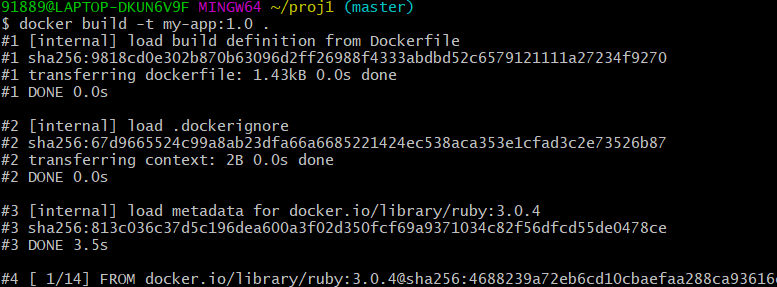 91889@LAPTOP-DKUN6V9F MINGW64 ~/proj1 (master)
$ docker build -t my-app:1.0 .
#1 [internal] load build definition from Dockerfile
#1 sha256:9818cd0e302b870b63096d2ff26988f4333abdbd52c6579121111a27234f9270
#1 transferring dockerfile: 1.43kB 0.0s done
#1 DONE 0.0s
#2 [internal] load .dockerignore
#2 sha256:67d9665524c99a8ab23dfa66a6685221424ec538aca353e1cfad3c2e73526b87
#2 transferring context: 2B 0.0s done
#2 DONE 0.0s
#3 [internal] load metadata for docker.io/library/ruby:3.0.4
#3 sha256:813c036c37d5c196dea600a3f02d350fcf69a9371034c82f56dfcd55de0478ce
#3 DONE 3.5s
#4 [ 1/14] FROM docker.io/library/ruby:3.0.4@sha256:4688239a72eb6cd10cbaefaa288ca93616